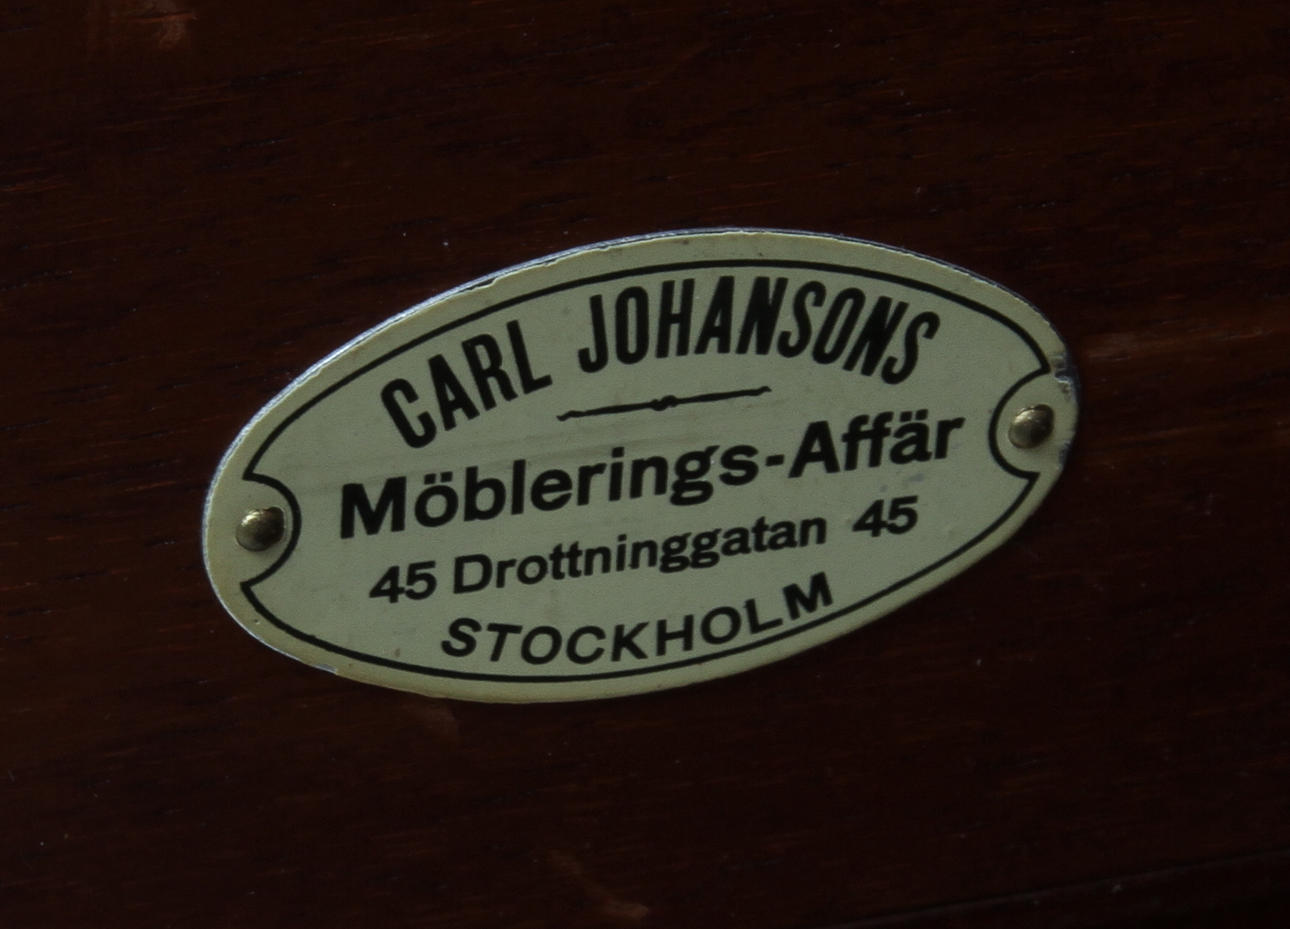 CARL JOHANSONS
Möblerings-Affär
45 Drottninggatan 45
STOCKHOLM